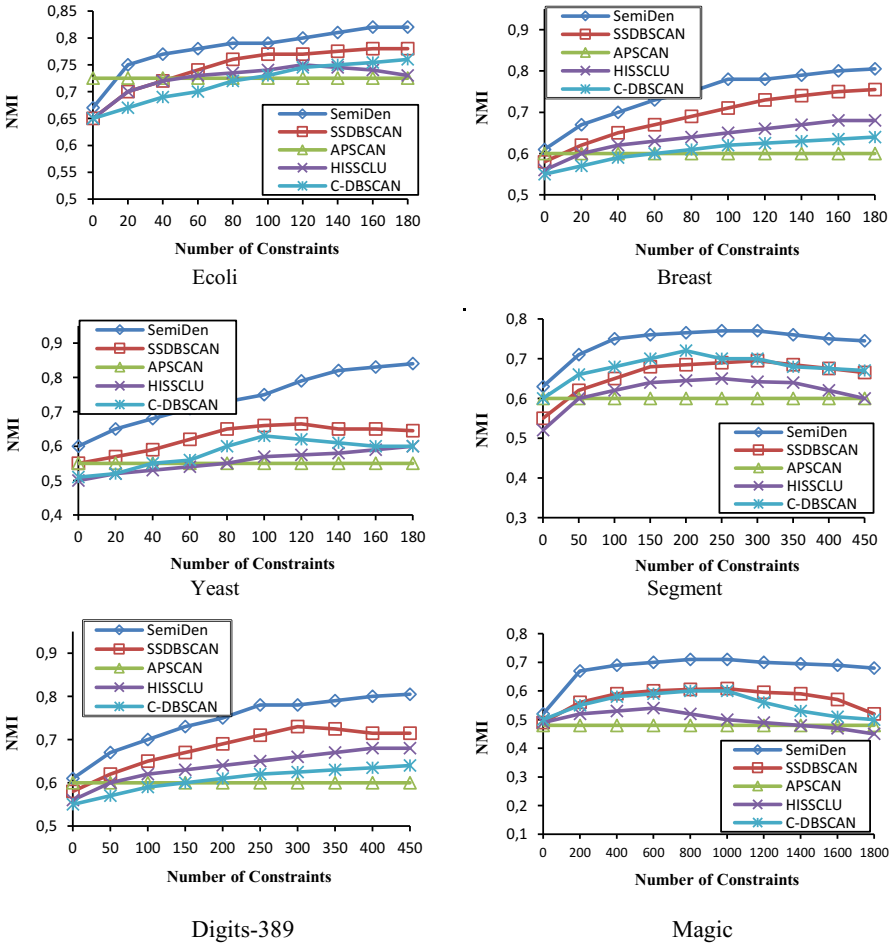 0,85
0,8
0,75
0,7
0,65
0,6
0,55
0,5
NMI
SemiDen
SSDBSCAN
APSCAN
HISSCLU
C-DBSCAN
0 20 40 60 80 100 120 140 160 180
Number of Constraints
Ecoli
0,9
0,8
0,7
0,6
0,5
NMI
SemiDen
SSDBSCAN
APSCAN
HISSCLU
C-DBSCAN
0 20 40 60 80 100 120 140 160 180
Number of Constraints
Breast
0,9
0,8
0,7
0,6
0,5
0,4
NMI
SemiDen
SSDBSCAN
APSCAN
HISSCLU
C-DBSCAN
0 20 40 60 80 100 120 140 160 180
Number of Constraints
Yeast
0,8
0,7
0,6
0,5
0,4
0,3
NMI
SemiDen
SSDBSCAN
APSCAN
HISSCLU
C-DBSCAN
0 50 100 150 200 250 300 350 400 450
Number of Constraints
Segment
0,9
0,8
0,7
0,6
0,5
NMI
SemiDen
SSDBSCAN
APSCAN
HISSCLU
C-DBSCAN
0 50 100 150 200 250 300 350 400 450
Number of Constraints
Digits-389
0,8
0,7
0,6
0,5
0,4
0,3
0,2
0,1
NMI
SemiDen
SSDBSCAN
APSCAN
HISSCLU
C-DBSCAN
0 200 400 600 800 1000 1200 1400 1600 1800
Number of Constraints
Magic